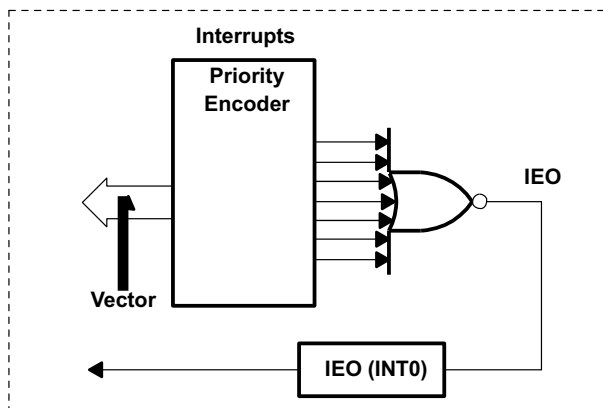 Interrupts
Priority
Encoder
IEO
Vector
IEO (INT0)